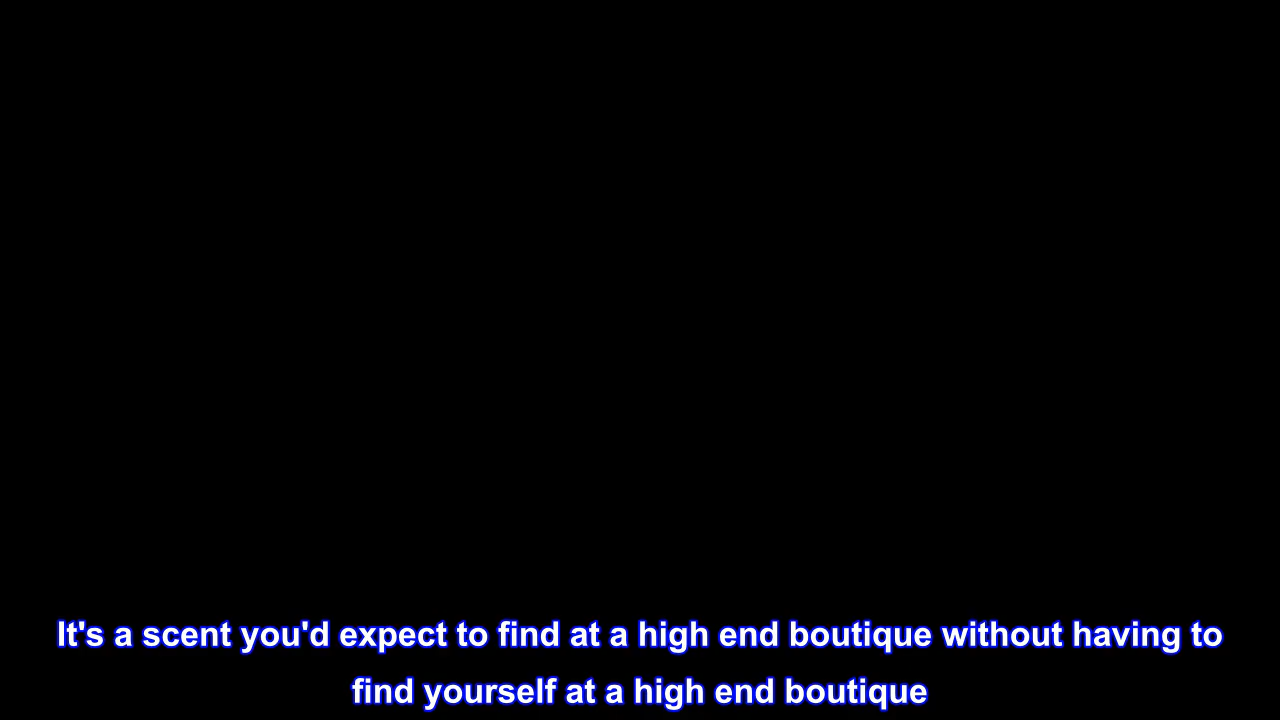 It's a scent you'd expect to find at a high end boutique without having to
find yourself at a high end boutique